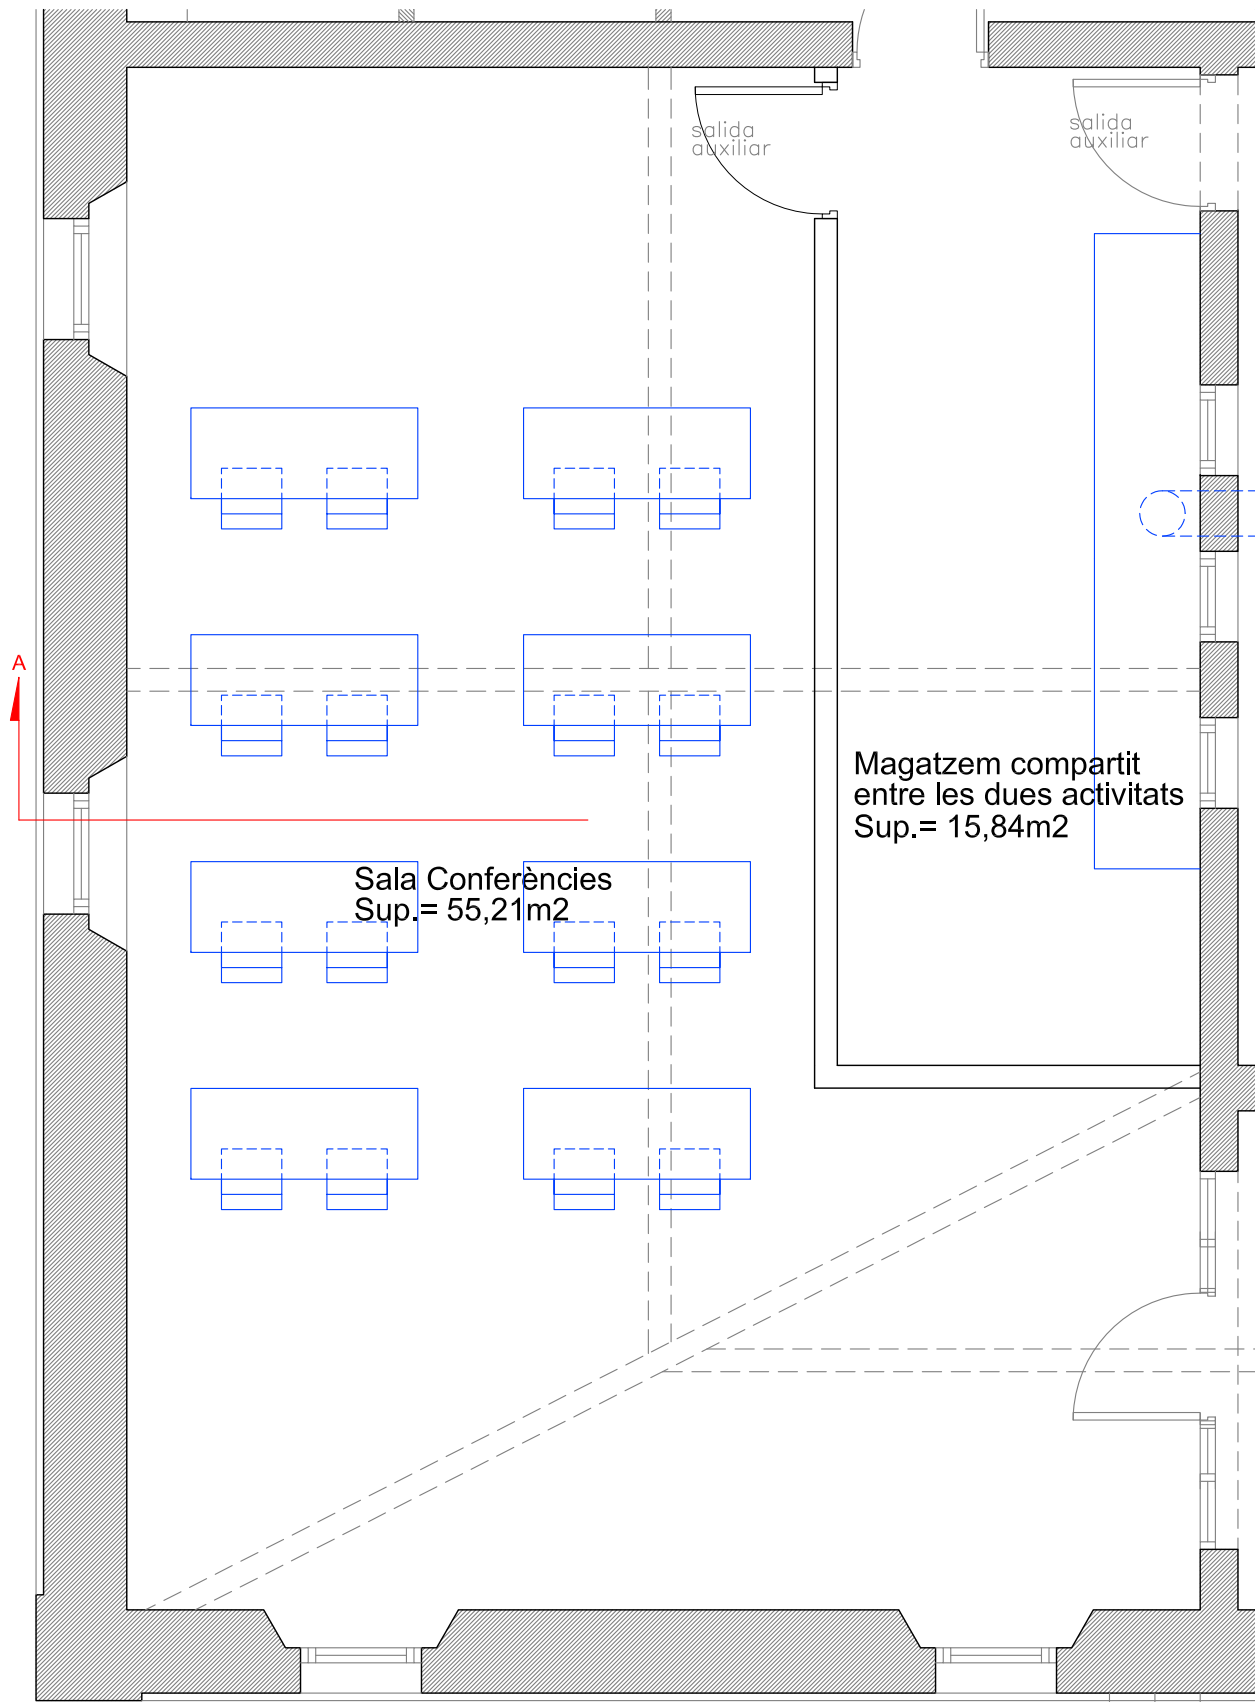 salida
auxiliar
salida
auxiliar
A
Magatzem compartit
entre les dues activitats
Sup.= 15,84m2
Sala Conferències
Sup.= 55,21m2